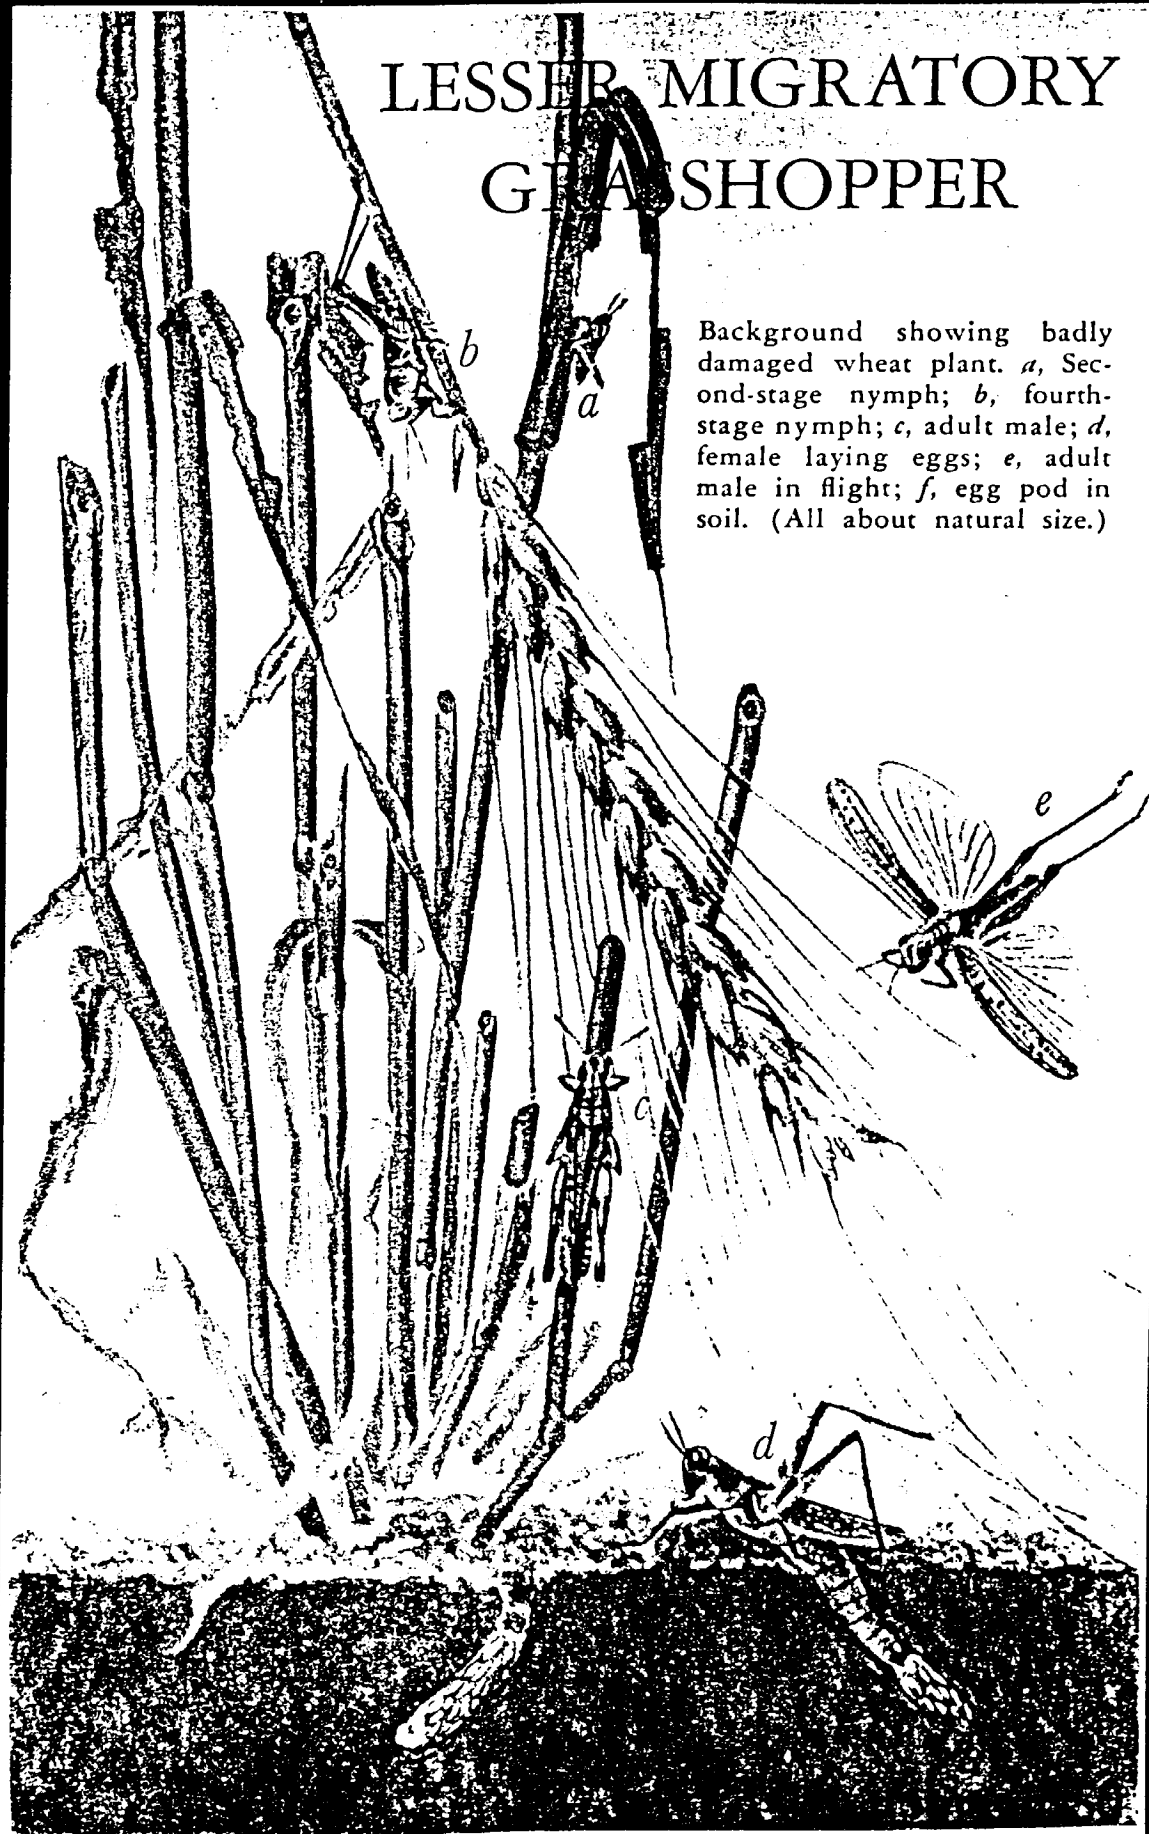 LESSER MIGRATORY
GRASSHOPPER
Background showing badly
damaged wheat plant. a, Sec-
ond-stage nymph; b, fourth-
stage nymph; c, adult male; d,
female laying eggs; e, adult
male in flight; f, egg pod in
soil. (All about natural size.)
b
a
e
c
d